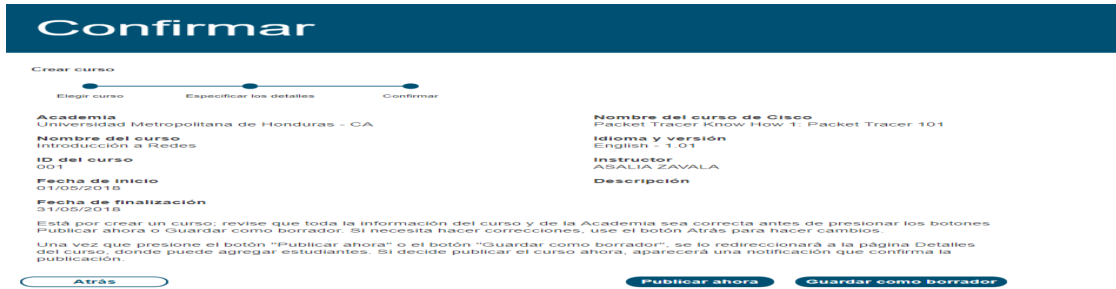 Confirmar
Crear curso
Elegir curso
Especificar los detalles
Confirmar
Academia
Universidad Metropolitana de Honduras - CA
Nombre del curso
Introducción a Redes
ID del curso
001
Fecha de inicio
01/05/2018
Fecha de finalización
31/05/2018
Nombre del curso de Cisco
Packet Tracer Know How 1: Packet Tracer 101
Idioma y versión
English - 1.01
Instructor
ASALIA ZAVALA
Descripción
Está por crear un curso; revise que toda la información del curso y de la Academia sea correcta antes de presionar los botones
Publicar ahora o Guardar como borrador. Si necesita hacer correcciones, use el botón Atrás para hacer cambios.
Una vez que presione el botón "Publicar ahora" o el botón "Guardar como borrador", se lo redireccionará a la página Detalles
del curso, donde puede agregar estudiantes. Si decide publicar el curso ahora, aparecerá una notificación que confirma la
publicación.
Atrás
Publicar ahora
Guardar como borrador